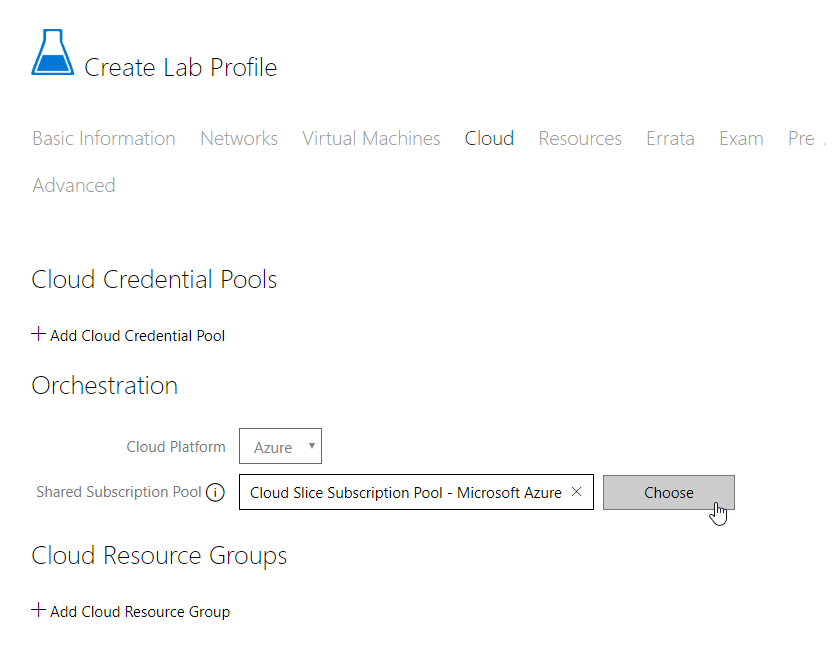 Create Lab Profile
Basic Information Networks Virtual Machines Cloud Resources Errata Exam Pre
Advanced
Cloud Credential Pools
+ Add Cloud Credential Pool
Orchestration
Cloud Platform Azure
Shared Subscription Pool Cloud Slice Subscription Pool - Microsoft Azure × Choose
Cloud Resource Groups
+ Add Cloud Resource Group